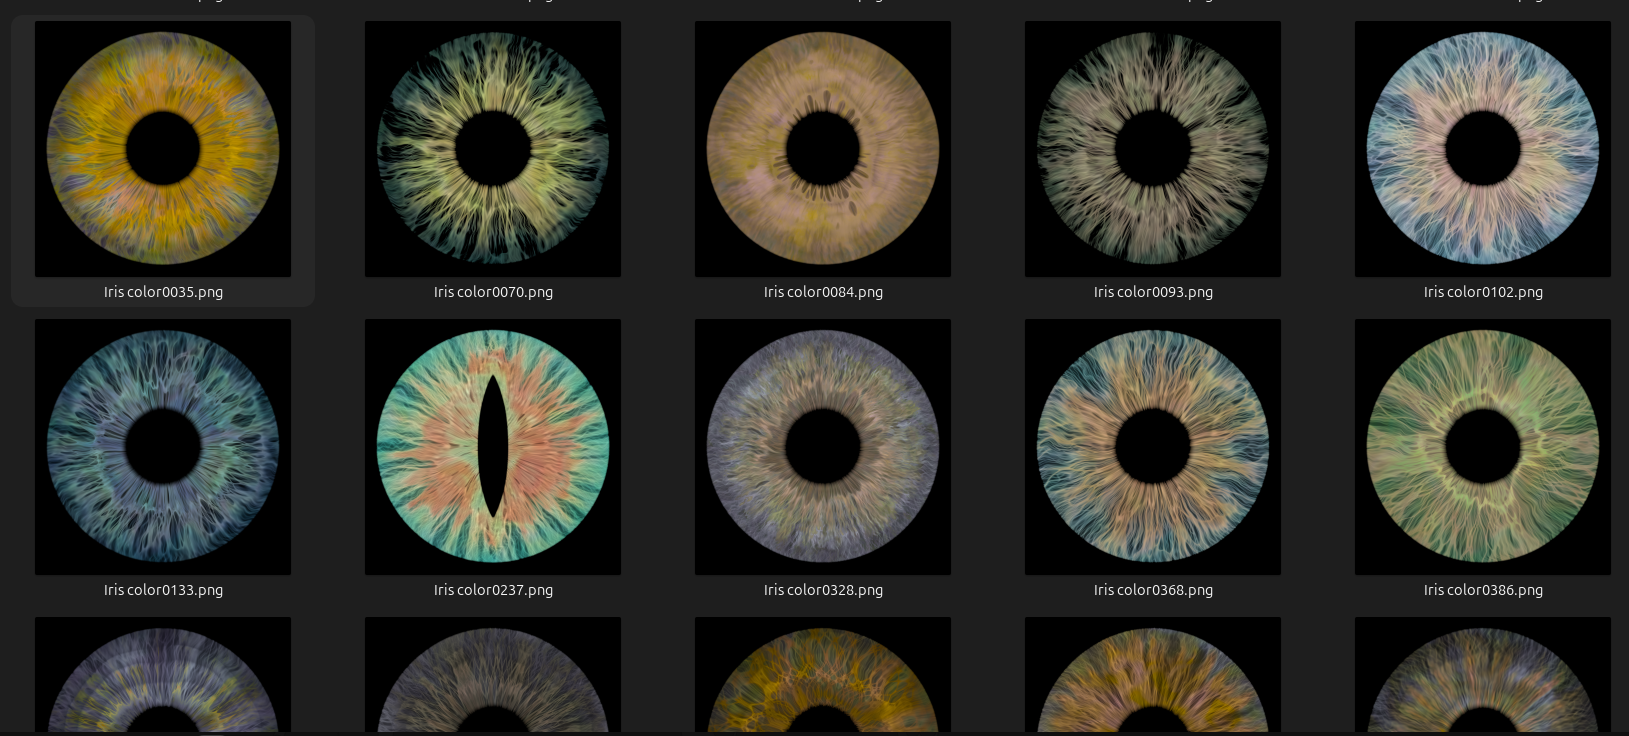 Iris color0035.png
Iris color0070.png
Iris color0084.png
Iris color0093.png
Iris color0102.png
Iris color0133.png
Iris color0237.png
Iris color0328.png
Iris color0368.png
Iris color0386.png